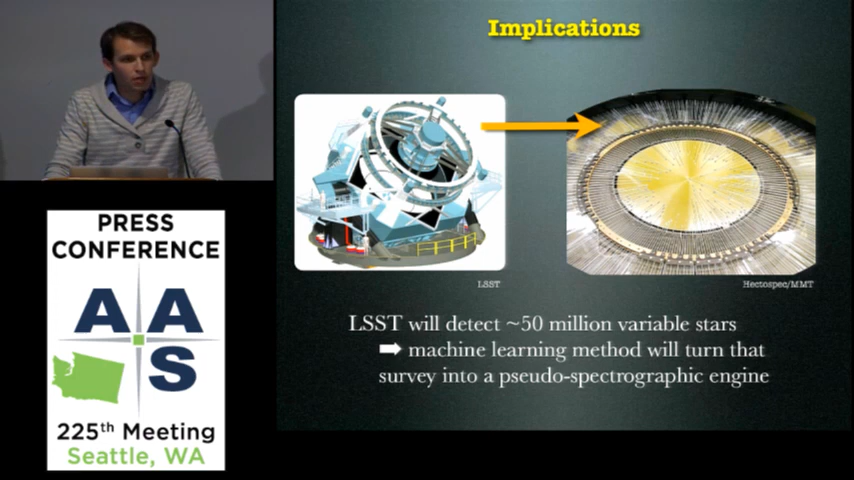 Implications
LSST
Hectospec/MMT
LSST will detect ~50 million variable stars
➡ machine learning method will turn that
survey into a pseudo-spectrographic engine
PRESS
CONFERENCE
A A
S
225th Meeting
Seattle, WA